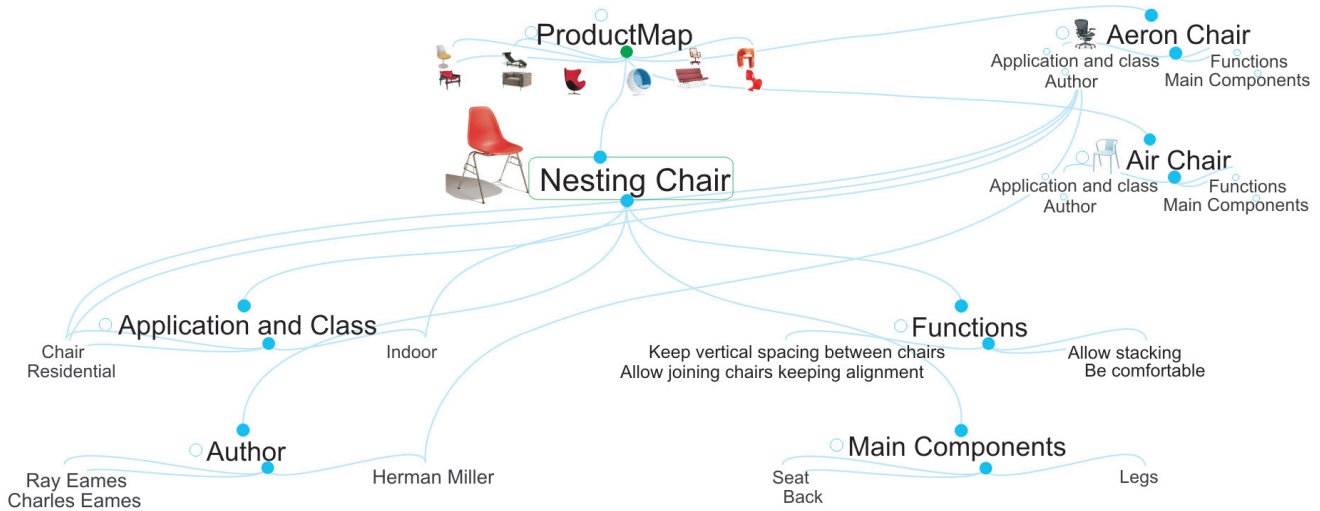 ProductMap
Aeron Chair
Application and class
Functions
Author
Main Components
Air Chair
Application and class
Functions
Author
Main Components
Nesting Chair
Application and Class
Chair
Residential
Indoor
Functions
Keep vertical spacing between chairs
Allow joining chairs keeping alignment
Allow stacking
Be comfortable
Author
Ray Eames
Charles Eames
Herman Miller
Main Components
Seat
Back
Legs